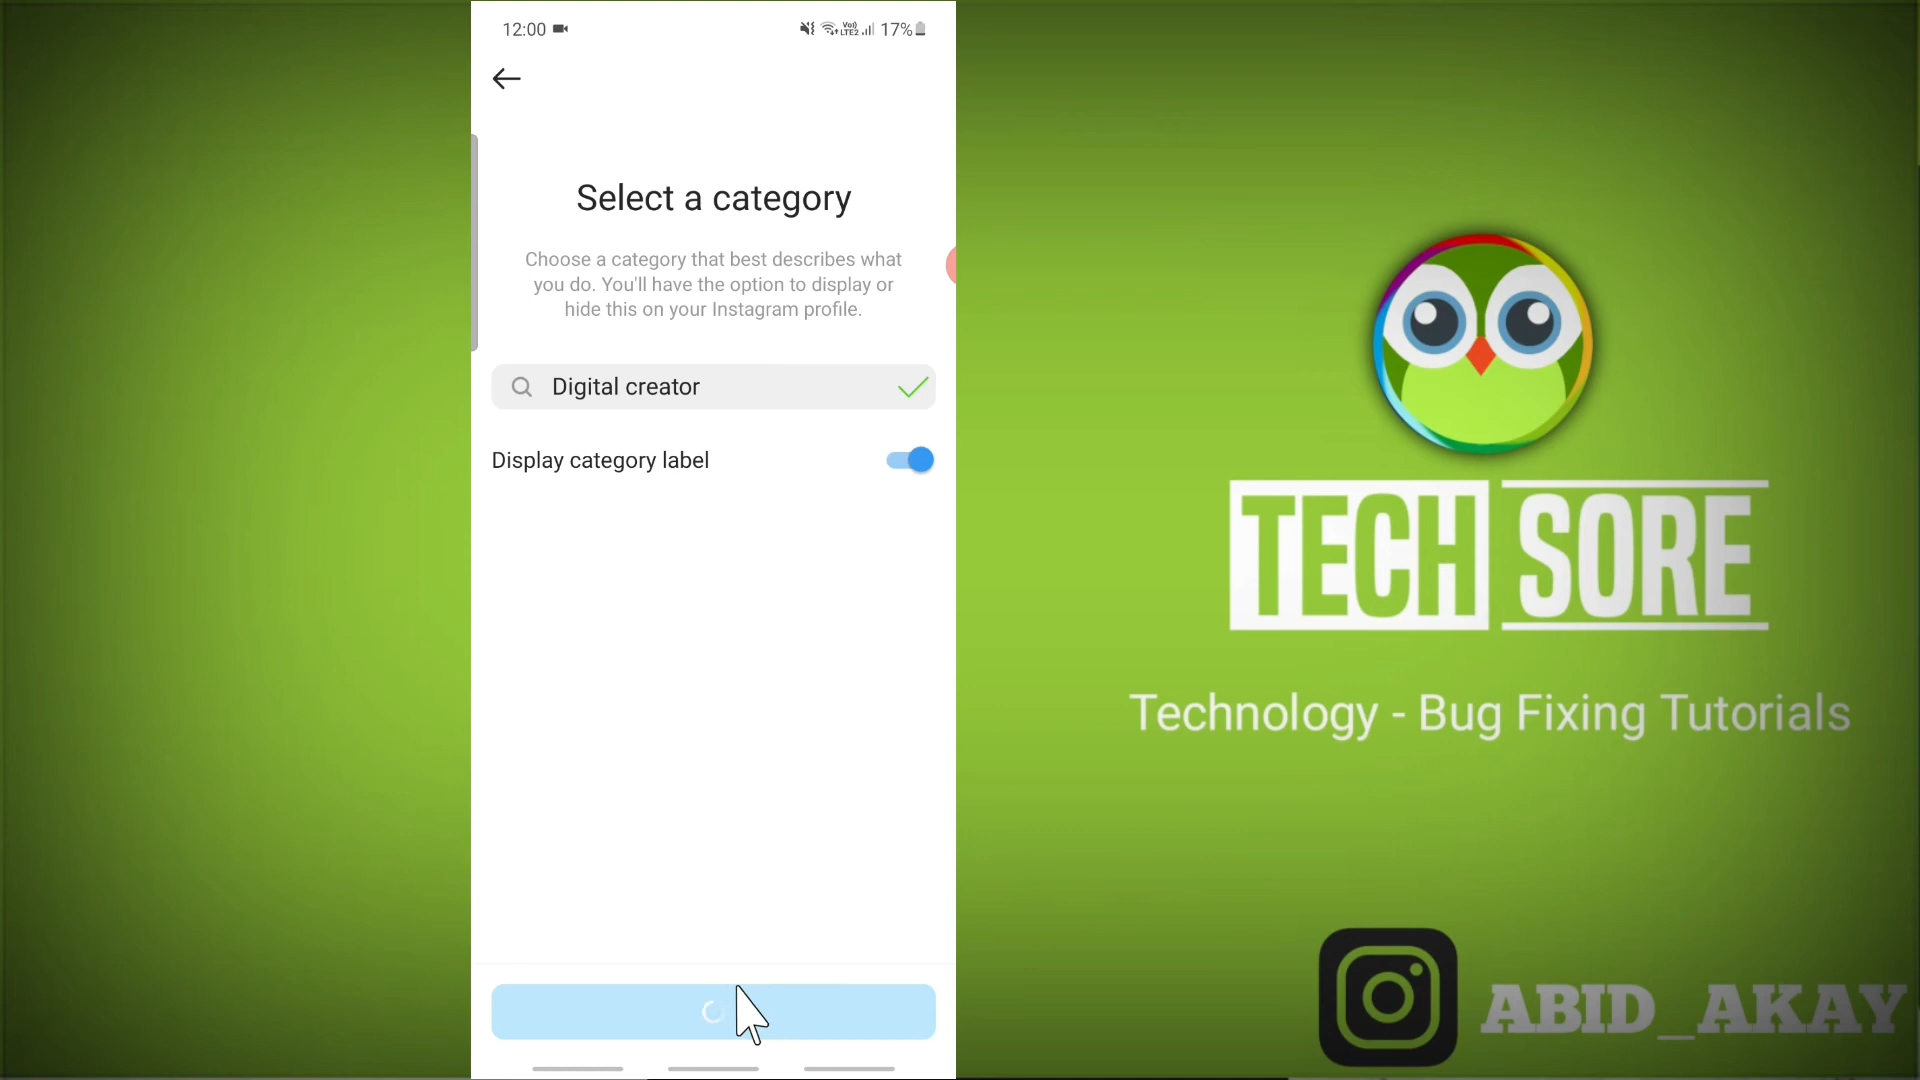 12:00
Vo)) LTE2 17%
Select a category
Choose a category that best describes what
you do. You'll have the option to display or
hide this on your Instagram profile.
Digital creator
Display category label
TECH SORE
Technology - Bug Fixing Tutorials
ABID_AKAY